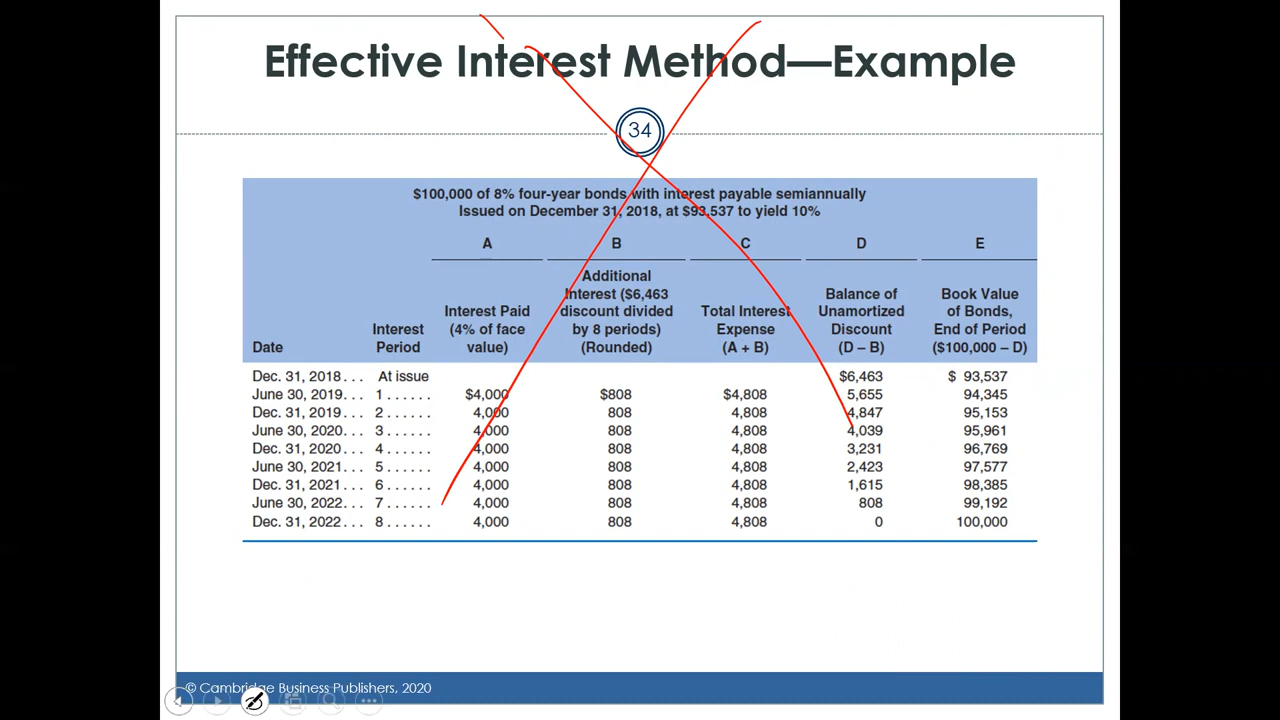 Effective Interest Method—Example
34
$100,000 of 8% four-year bonds with interest payable semiannually
Issued on December 31, 2018, at $93,537 to yield 10%
A B C D E
Date
Interest
Period
Interest Paid
(4% of face
value)
Additional
Interest ($6,463
discount divided
by 8 periods)
(Rounded)
Total Interest
Expense
(A + B)
Balance of
Unamortized
Discount
(D – B)
Book Value
of Bonds,
End of Period
($100,000 – D)
Dec. 31, 2018... At issue $6,463 $ 93,537
June 30, 2019... 1...... $4,000 $808 $4,808 5,655 94,345
Dec. 31, 2019... 2...... 4,000 808 4,808 4,847 95,153
June 30, 2020... 3...... 4,000 808 4,808 4,039 95,961
Dec. 31, 2020... 4...... 4,000 808 4,808 3,231 96,769
June 30, 2021... 5...... 4,000 808 4,808 2,423 97,577
Dec. 31, 2021... 6...... 4,000 808 4,808 1,615 98,385
June 30, 2022... 7...... 4,000 808 4,808 808 99,192
Dec. 31, 2022... 8...... 4,000 808 4,808 0 100,000
© Cambridge Business Publishers, 2020